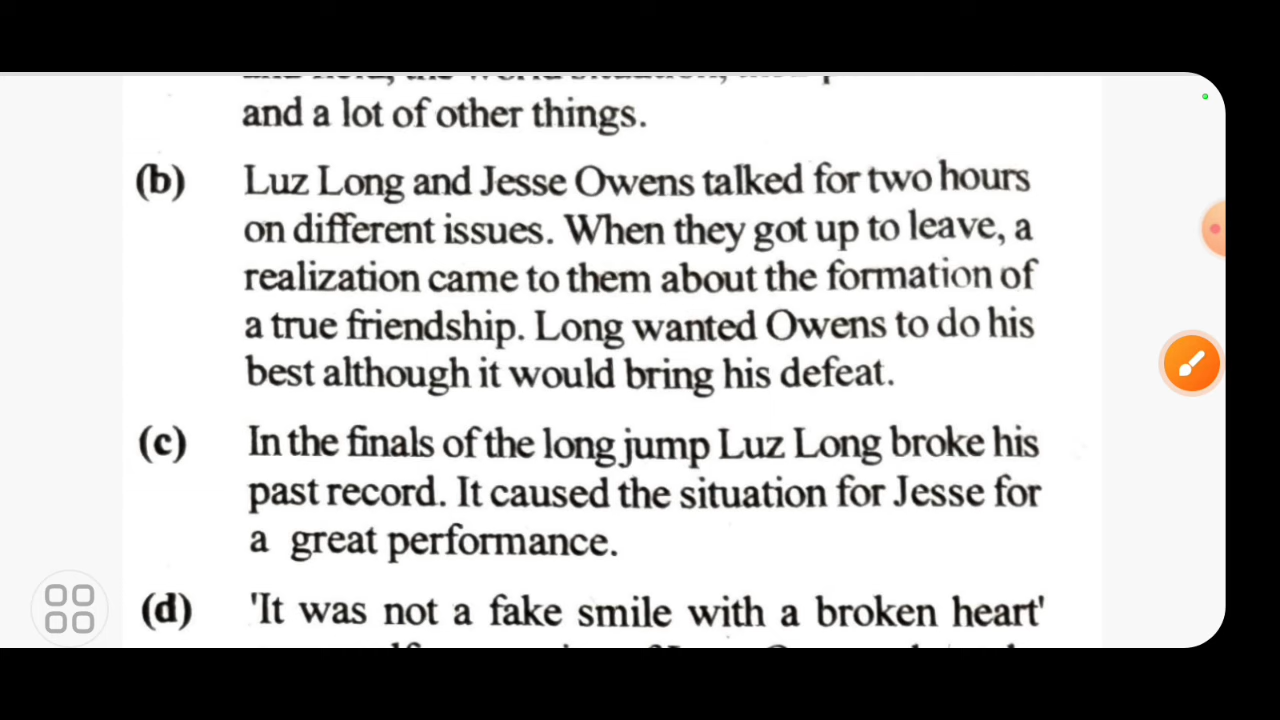 and a lot of other things.
(b) Luz Long and Jesse Owens talked for two hours
on different issues. When they got up to leave, a
realization came to them about the formation of
a true friendship. Long wanted Owens to do his
best although it would bring his defeat.
(c) In the finals of the long jump Luz Long broke his
past record. It caused the situation for Jesse for
a great performance.
(d) 'It was not a fake smile with a broken heart'